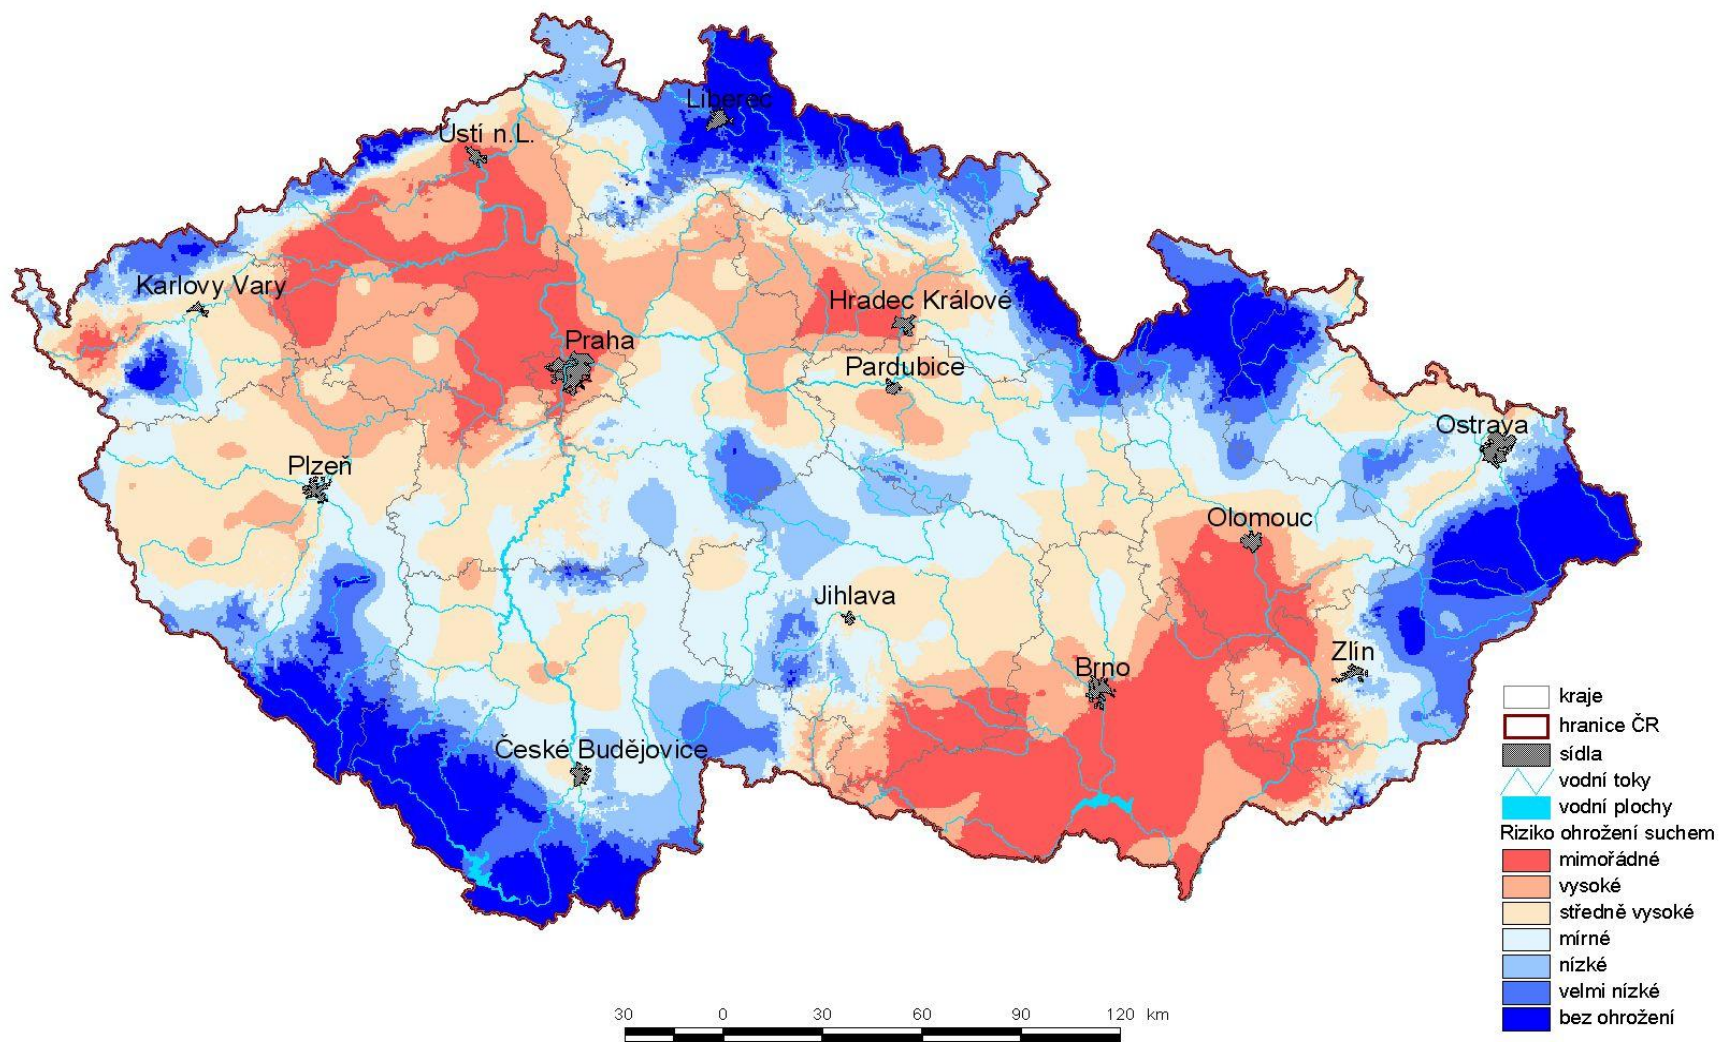 Liberec
Ústí n.L.
Karlovy Vary
Hradec Králové
Praha
Pardubice
Ostrava
Plzeň
Olomouc
Jihlava
Zlín
Brno
České Budějovice
kraje
hranice ČR
sídla
vodní toky
vodní plochy
Riziko ohrožení suchem
mimořádné
vysoké
středně vysoké
mírné
nízké
velmi nízké
bez ohrožení
30 0 30 60 90 120 km